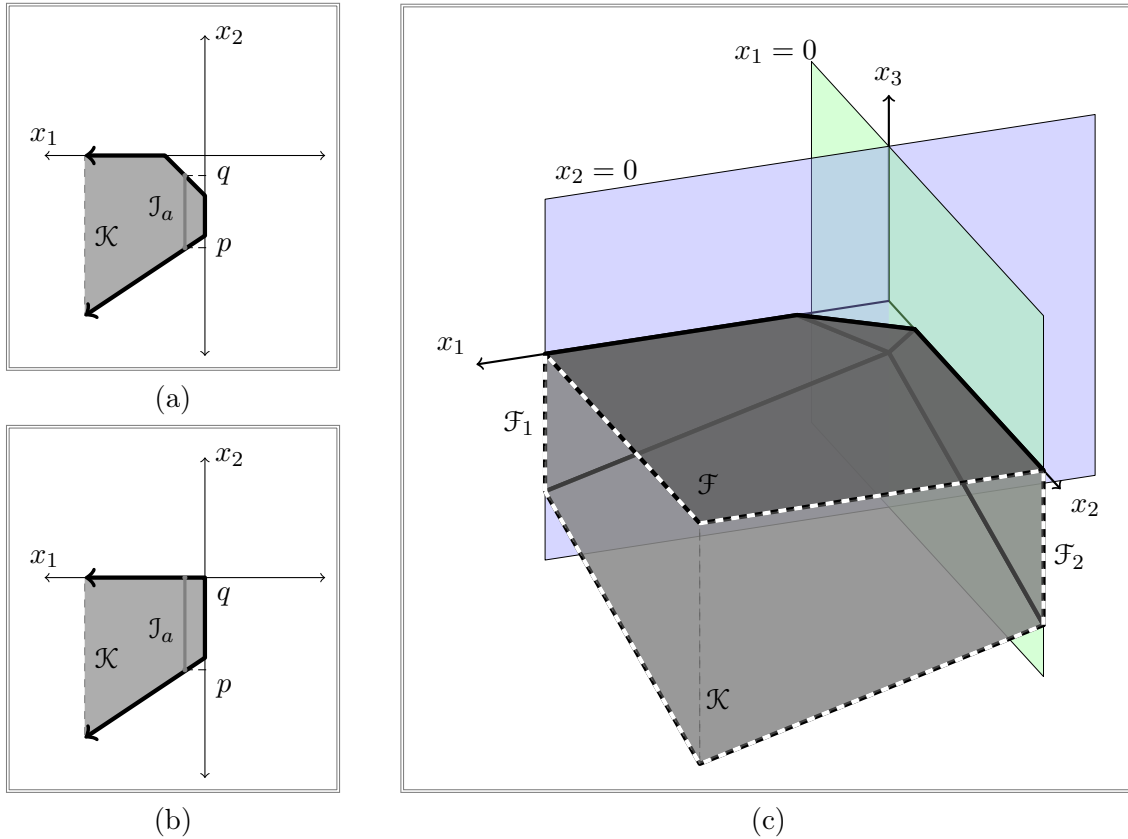 x₂
x₁
q
𝒥ₐ
𝒦
p
(a)
x₂
x₁
q
𝒥ₐ
𝒦
p
(b)
x₁ = 0
x₃
x₂ = 0
x₁
ℱ₁
ℱ
x₂
ℱ₂
𝒦
(c)